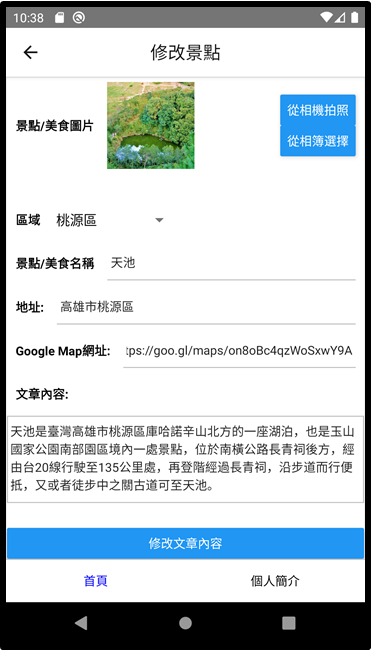 10:38
修改景點
景點/美食圖片
從相機拍照
從相簿選擇
區域 桃源區
景點/美食名稱 天池
地址: 高雄市桃源區
Google Map網址: tps://goo.gl/maps/on8oBc4qzWoSxwY9A
文章內容:
天池是臺灣高雄市桃源區庫哈諾辛山北方的一座湖泊，也是玉山
國家公園南部園區境內一處景點，位於南橫公路長青祠後方，經
由台20線行駛至135公里處，再登階經過長青祠，沿步道而行便
抵，又或者徒步中之關古道可至天池。
修改文章內容
首頁 個人簡介